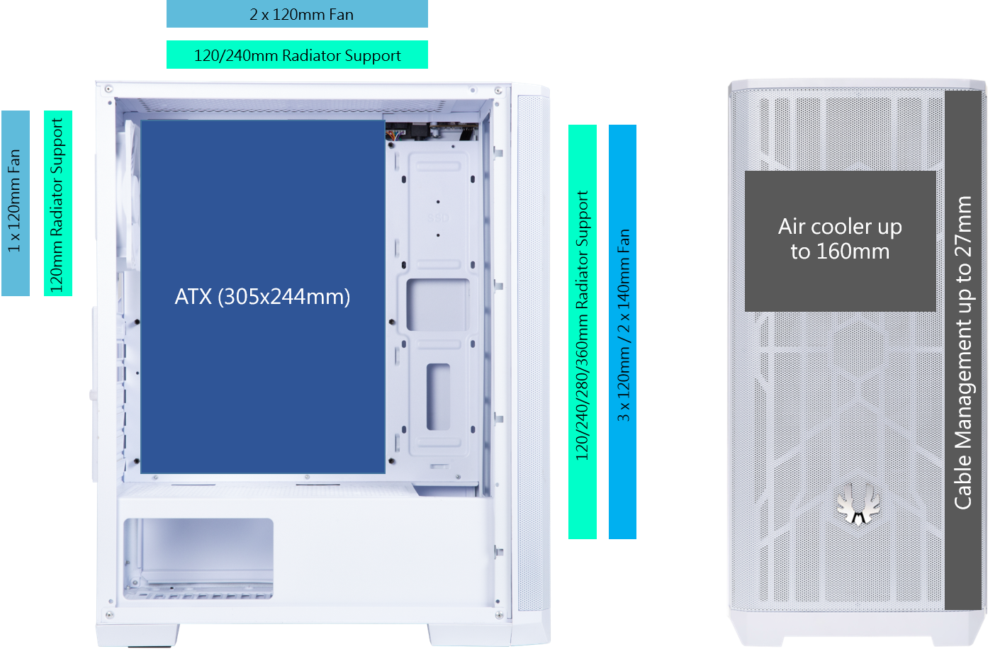 2 x 120mm Fan
120/240mm Radiator Support
1 x 120mm Fan
120mm Radiator Support
SSD
ATX (305x244mm)
120/240/280/360mm Radiator Support
3 x 120mm / 2 x 140mm Fan
Air cooler up
to 160mm
Cable Management up to 27mm